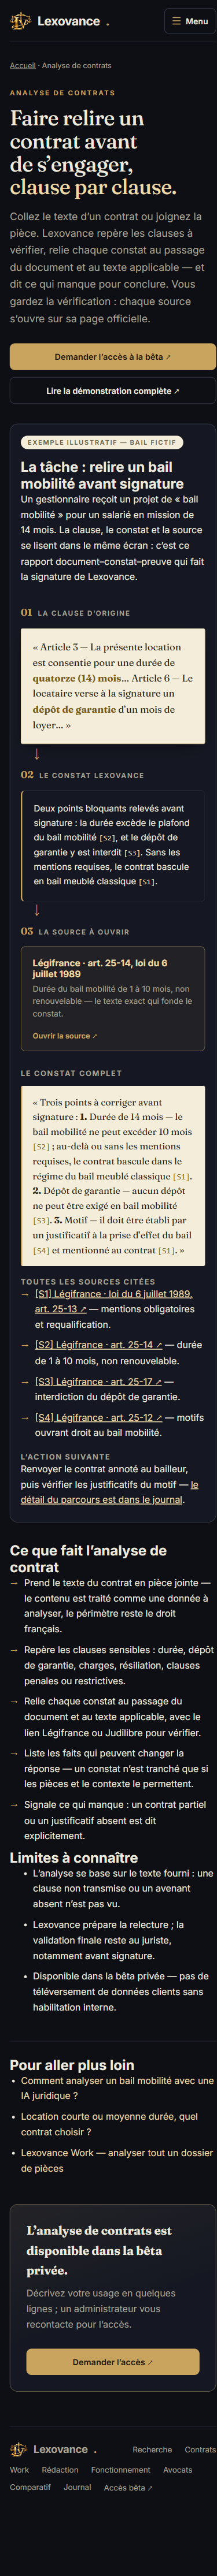 Lexovance .
Menu
Accueil · Analyse de contrats
ANALYSE DE CONTRATS
Faire relire un
contrat avant
de s’engager,
clause par clause.
Collez le texte d’un contrat ou joignez la
pièce. Lexovance repère les clauses à
vérifier, relie chaque constat au passage
du document et au texte applicable — et
dit ce qui manque pour conclure. Vous
gardez la vérification : chaque source
s’ouvre sur sa page officielle.
Demander l’accès à la bêta ↗
Lire la démonstration complète ↗
EXEMPLE ILLUSTRATIF — BAIL FICTIF
La tâche : relire un bail
mobilité avant signature
Un gestionnaire reçoit un projet de « bail
mobilité » pour un salarié en mission de
14 mois. La clause, le constat et la source
se lisent dans le même écran : c’est ce
rapport document–constat–preuve qui fait
la signature de Lexovance.
01 LA CLAUSE D’ORIGINE
« Article 3 — La présente location
est consentie pour une durée de
quatorze (14) mois… Article 6 — Le
locataire verse à la signature un
dépôt de garantie d’un mois de
loyer… »
↓
02 LE CONSTAT LEXOVANCE
Deux points bloquants relevés avant
signature : la durée excède le plafond
du bail mobilité [S2], et le dépôt de
garantie y est interdit [S3]. Sans les
mentions requises, le contrat bascule
en bail meublé classique [S1].
↓
03 LA SOURCE À OUVRIR
Légifrance · art. 25-14, loi du 6
juillet 1989
Durée du bail mobilité de 1 à 10 mois, non
renouvelable — le texte exact qui fonde le
constat.
Ouvrir la source ↗
LE CONSTAT COMPLET
« Trois points à corriger avant
signature : 1. Durée de 14 mois — le
bail mobilité ne peut excéder 10 mois
[S2] ; au-delà ou sans les mentions
requises, le contrat bascule dans le
régime du bail meublé classique [S1].
2. Dépôt de garantie — aucun dépôt
ne peut être exigé en bail mobilité
[S3]. 3. Motif — il doit être établi par
un justificatif à la prise d’effet du bail
[S4] et mentionné au contrat [S1]. »
TOUTES LES SOURCES CITÉES
→ [S1] Légifrance · loi du 6 juillet 1989,
art. 25-13 ↗ — mentions obligatoires
et requalification.
→ [S2] Légifrance · art. 25-14 ↗ — durée
de 1 à 10 mois, non renouvelable.
→ [S3] Légifrance · art. 25-17 ↗ —
interdiction du dépôt de garantie.
→ [S4] Légifrance · art. 25-12 ↗ — motifs
ouvrant droit au bail mobilité.
L’ACTION SUIVANTE
Renvoyer le contrat annoté au bailleur,
puis vérifier les justificatifs du motif — le
détail du parcours est dans le journal.
Ce que fait l’analyse de
contrat
→ Prend le texte du contrat en pièce jointe —
le contenu est traité comme une donnée à
analyser, le périmètre reste le droit
français.
→ Repère les clauses sensibles : durée, dépôt
de garantie, charges, résiliation, clauses
penales ou restrictives.
→ Relie chaque constat au passage du
document et au texte applicable, avec le
lien Légifrance ou Judilibre pour vérifier.
→ Liste les faits qui peuvent changer la
réponse — un constat n’est tranché que si
les pièces et le contexte le permettent.
→ Signale ce qui manque : un contrat partiel
ou un justificatif absent est dit
explicitement.
Limites à connaître
• L’analyse se base sur le texte fourni : une
clause non transmise ou un avenant
absent n’est pas vu.
• Lexovance prépare la relecture ; la
validation finale reste au juriste,
notamment avant signature.
• Disponible dans la bêta privée — pas de
téléversement de données clients sans
habilitation interne.
Pour aller plus loin
• Comment analyser un bail mobilité avec une
IA juridique ?
• Location courte ou moyenne durée, quel
contrat choisir ?
• Lexovance Work — analyser tout un dossier
de pièces
L’analyse de contrats est
disponible dans la bêta
privée.
Décrivez votre usage en quelques
lignes ; un administrateur vous
recontacte pour l’accès.
Demander l’accès ↗
Lexovance . Recherche Contrats
Work Rédaction Fonctionnement Avocats
Comparatif Journal Accès bêta ↗